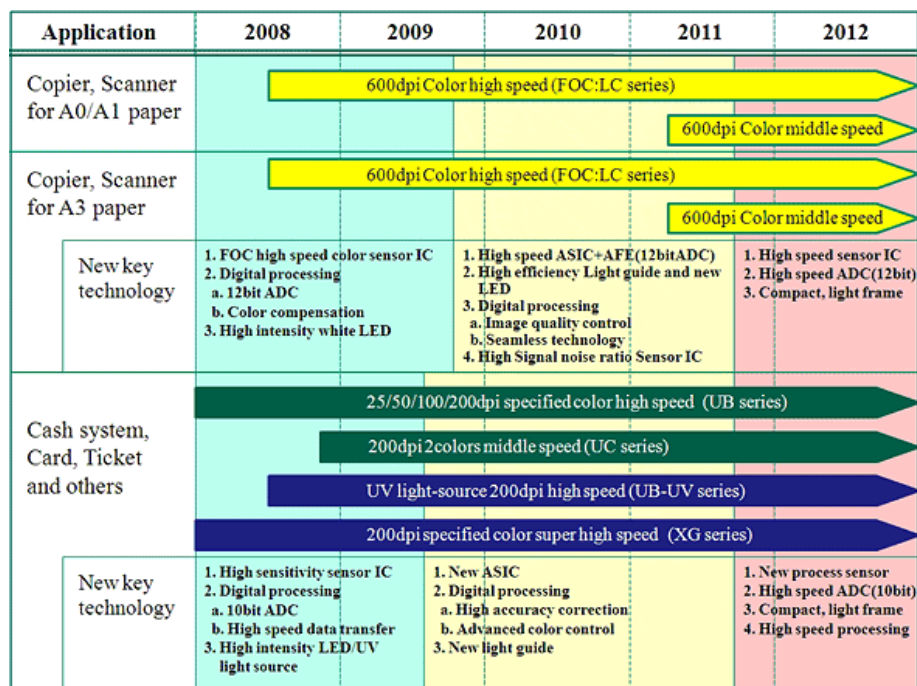 Application 2008 2009 2010 2011 2012
Copier, Scanner
for A0/A1 paper
600dpi Color high speed (FOC:LC series)
600dpi Color middle speed
Copier, Scanner
for A3 paper
600dpi Color high speed (FOC:LC series)
600dpi Color middle speed
New key
technology
1. FOC high speed color sensor IC
2. Digital processing
a. 12bit ADC
b. Color compensation
3. High intensity white LED
1. High speed ASIC+AFE(12bitADC)
2. High efficiency Light guide and new
LED
3. Digital processing
a. Image quality control
b. Seamless technology
4. High Signal noise ratio Sensor IC
1. High speed sensor IC
2. High speed ADC(12bit)
3. Compact, light frame
Cash system,
Card, Ticket
and others
25/50/100/200dpi specified color high speed (UB series)
200dpi 2colors middle speed (UC series)
UV light-source 200dpi high speed (UB-UV series)
200dpi specified color super high speed (XG series)
New key
technology
1. High sensitivity sensor IC
2. Digital processing
a. 10bit ADC
b. High speed data transfer
3. High intensity LED/UV
light source
1. New ASIC
2. Digital processing
a. High accuracy correction
b. Advanced color control
3. New light guide
1. New process sensor
2. High speed ADC(10bit)
3. Compact, light frame
4. High speed processing